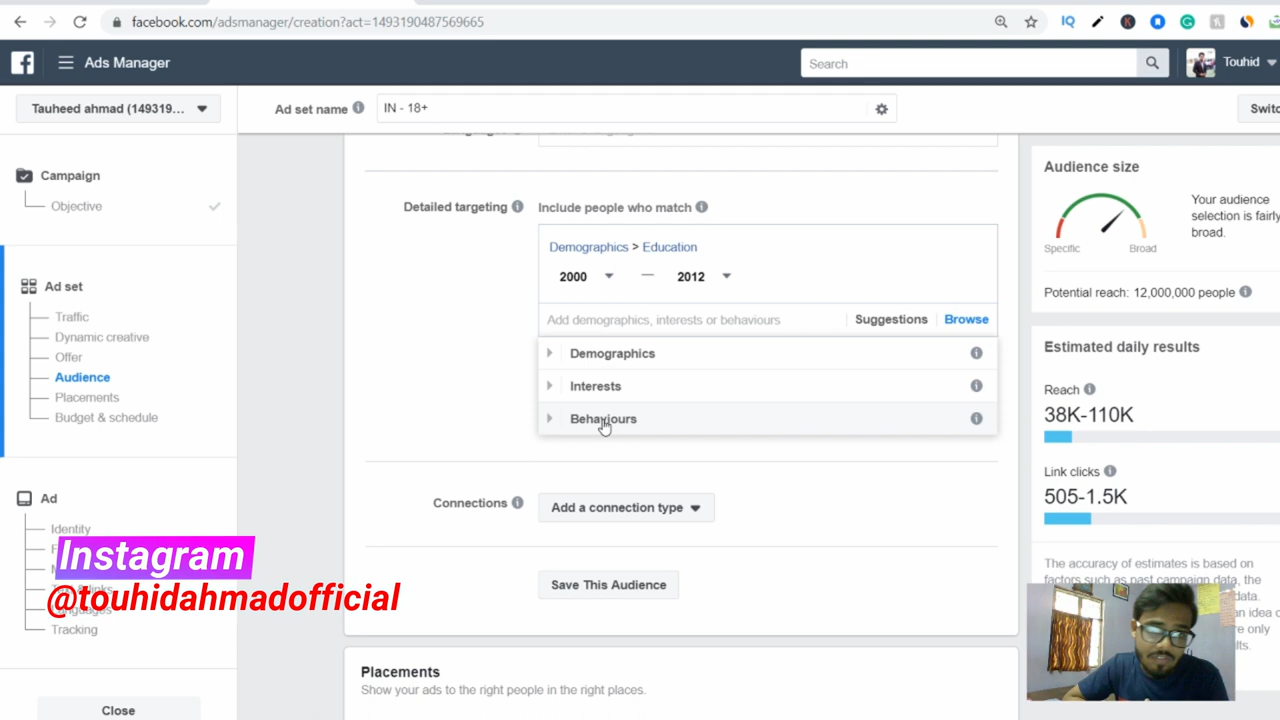 facebook.com/adsmanager/creation?act=1493190487569665
Ads Manager
Search
Touhid
Tauheed ahmad (149319...
Ad set name
IN - 18+
Campaign
Objective
Ad set
Traffic
Dynamic creative
Offer
Audience
Placements
Budget & schedule
Ad
Identity
Languages
Tracking
Close
Detailed targeting
Include people who match
Demographics > Education
2000 — 2012
Add demographics, interests or behaviours
Suggestions
Browse
Demographics
Interests
Behaviours
Connections
Add a connection type
Save This Audience
Placements
Show your ads to the right people in the right places.
Audience size
Your audience
selection is fairly
broad.
Specific
Broad
Potential reach: 12,000,000 people
Estimated daily results
Reach
38K-110K
Link clicks
505-1.5K
The accuracy of estimates is based on
factors such as past campaign data, the
data.
an idea o
re only
Instagram
@touhidahmadofficial